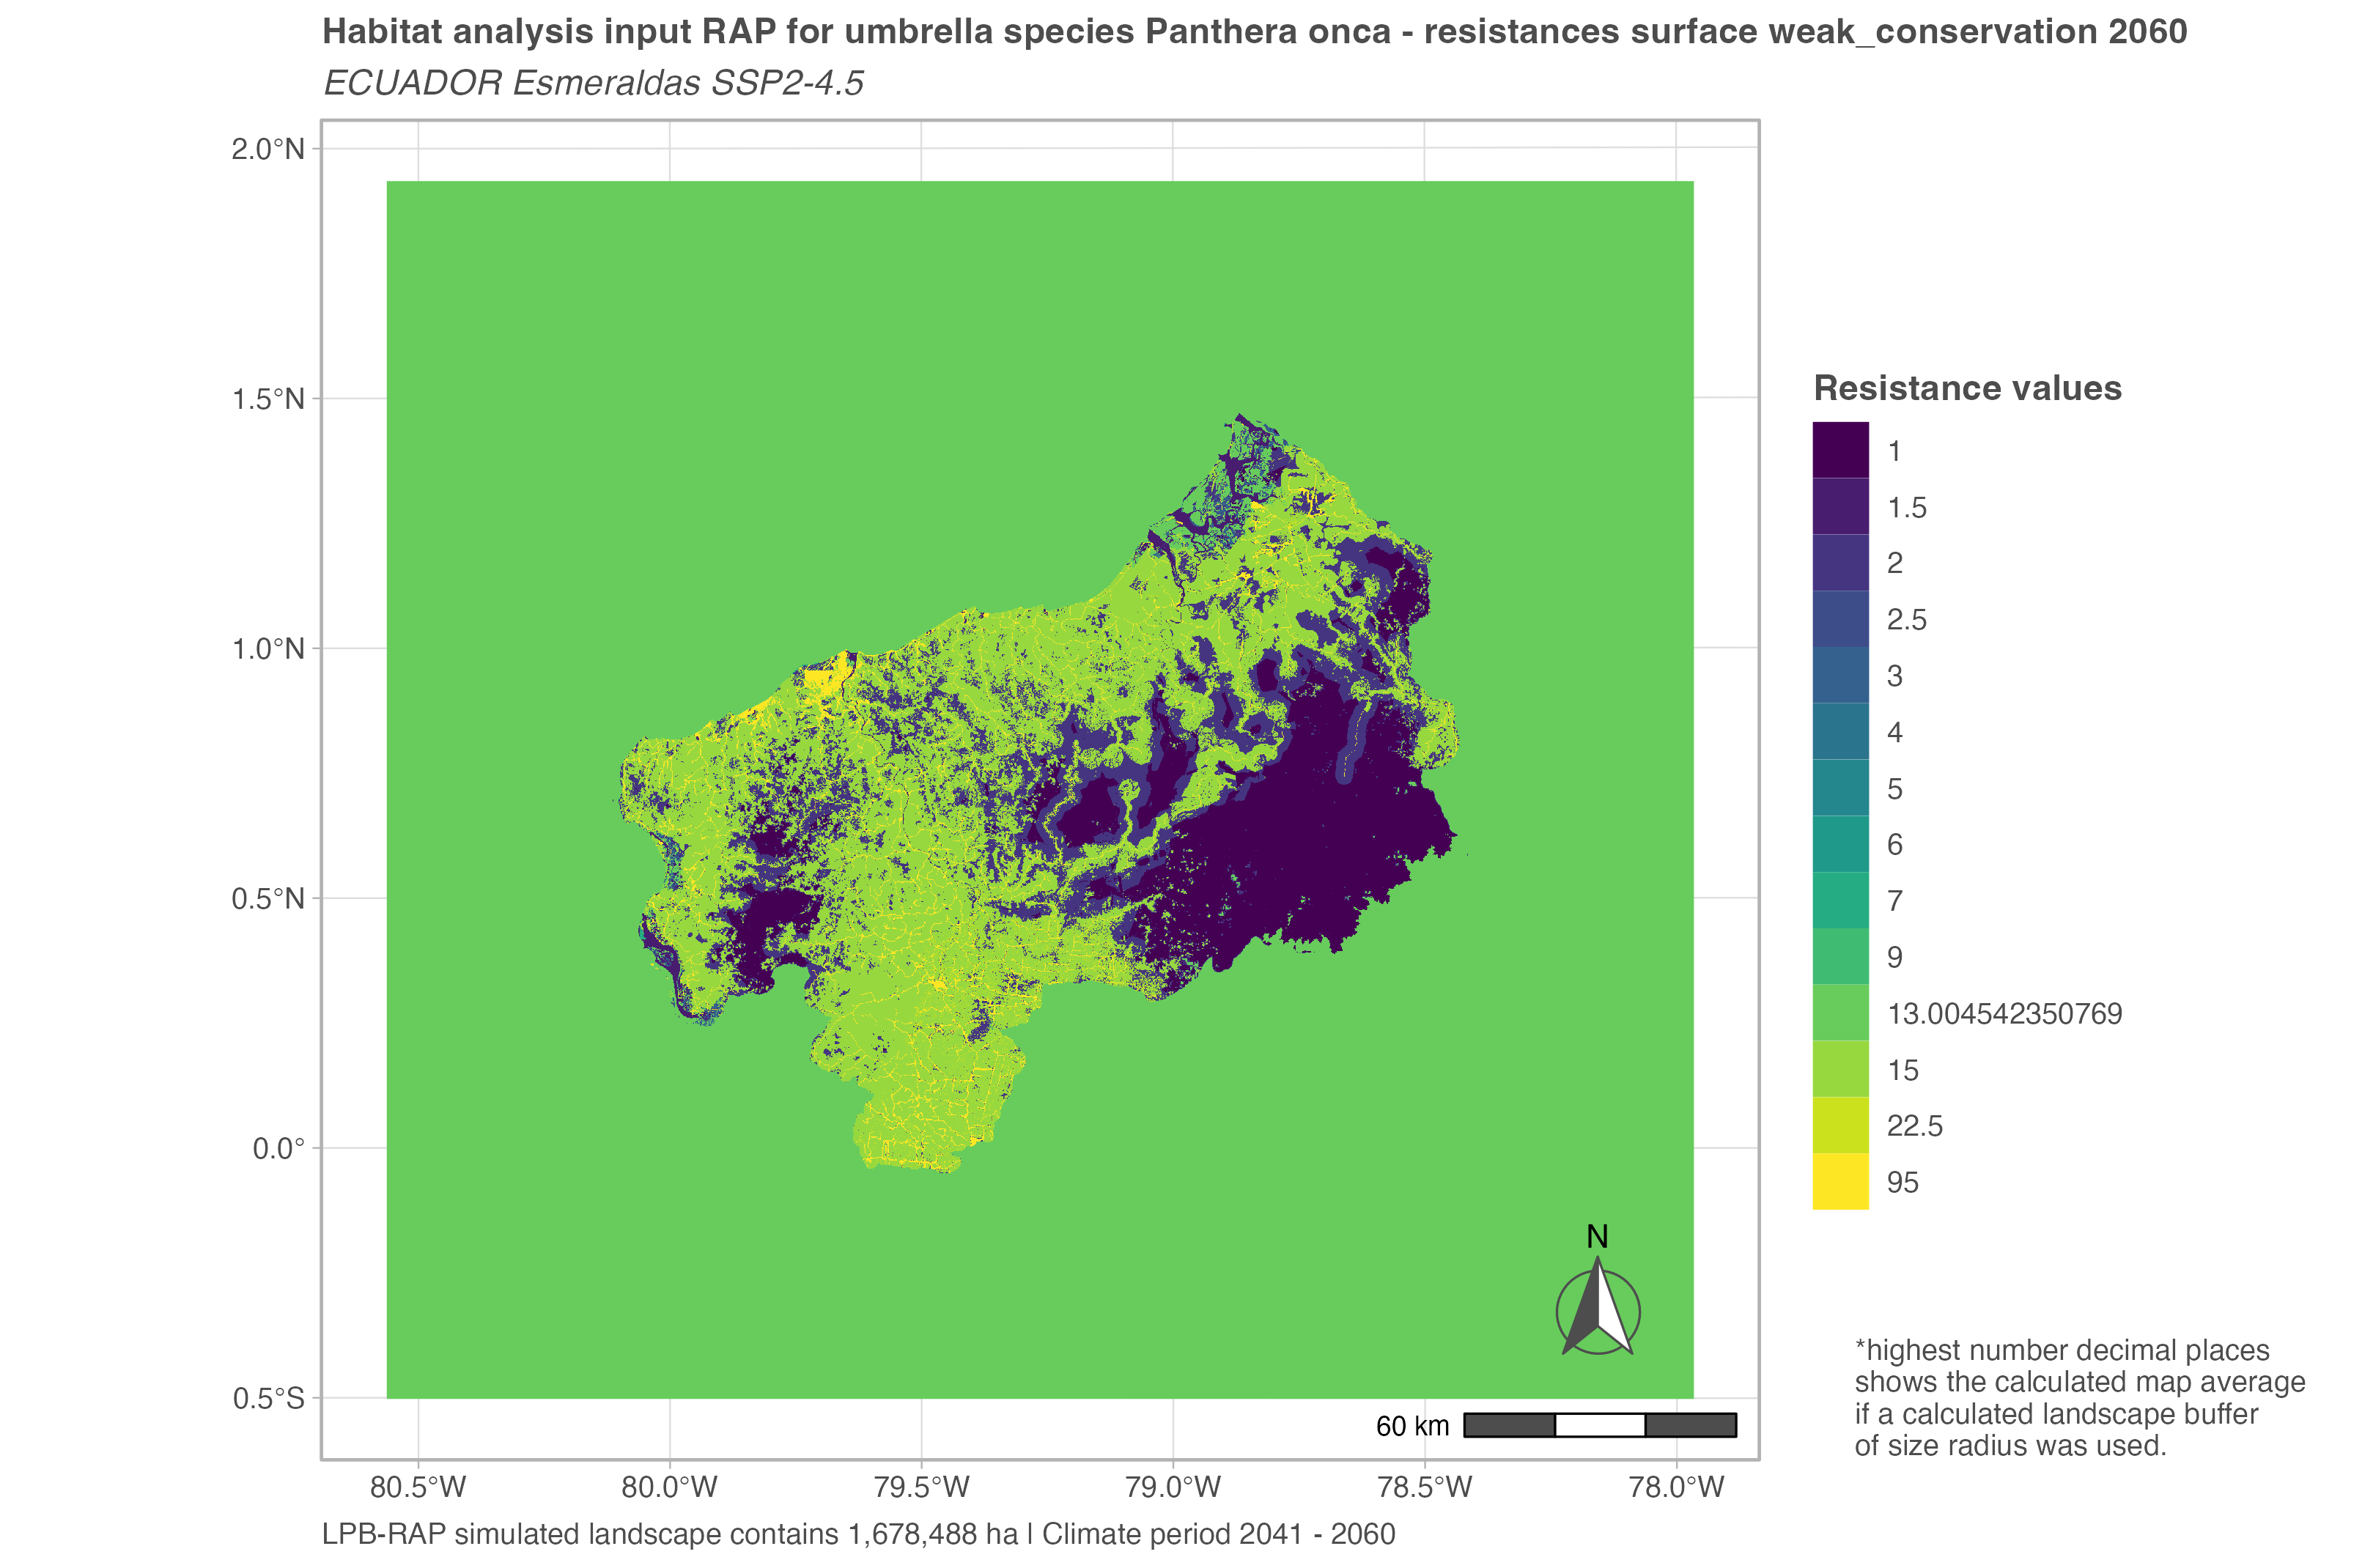 Habitat analysis input RAP for umbrella species Panthera onca - resistances surface weak_conservation 2060
ECUADOR Esmeraldas SSP2-4.5
2.0°N
1.5°N
1.0°N
0.5°N
0.0°
0.5°S
80.5°W
80.0°W
79.5°W
79.0°W
78.5°W
78.0°W
N
60 km
Resistance values
1
1.5
2
2.5
3
4
5
6
7
9
13.004542350769
15
22.5
95
*highest number decimal places
shows the calculated map average
if a calculated landscape buffer
of size radius was used.
LPB-RAP simulated landscape contains 1,678,488 ha | Climate period 2041 - 2060